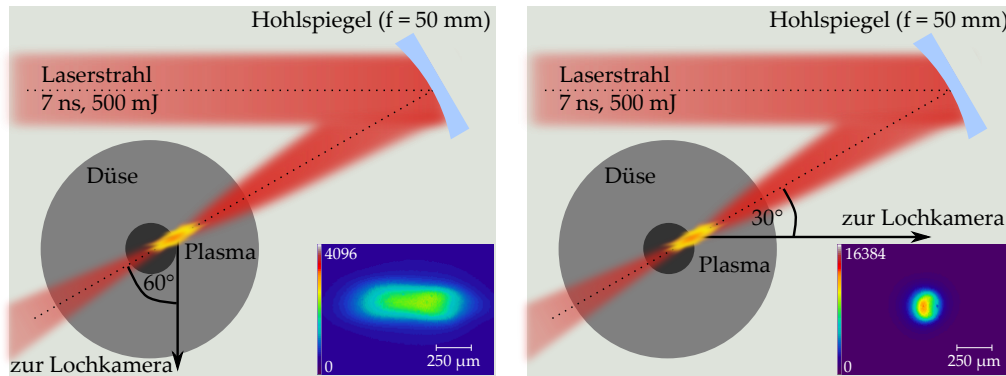 Hohlspiegel (f = 50 mm)
Laserstrahl
7 ns, 500 mJ
Düse
Plasma
60°
zur Lochkamera
4096
0
250 µm
Hohlspiegel (f = 50 mm)
Laserstrahl
7 ns, 500 mJ
Düse
30°
zur Lochkamera
Plasma
16384
0
250 µm